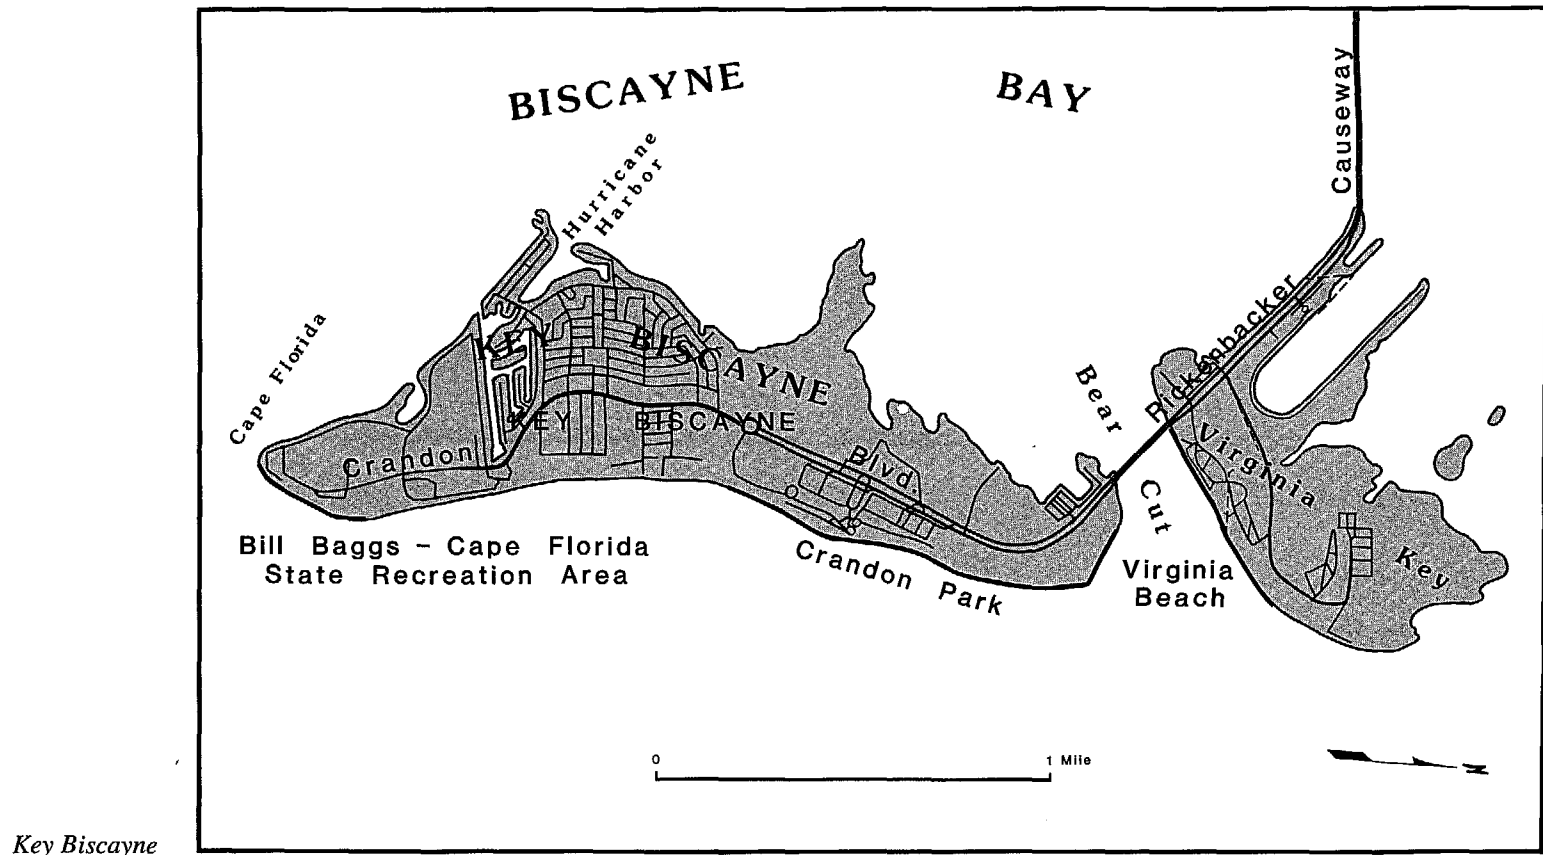 BISCAYNE BAY
Causeway
Hurricane
Harbor
Rickenbacker
Cape Florida
KEY BISCAYNE
Bear
Cut
KEY BISCAYNE
Virginia
Key
Crandon
Blvd.
Bill Baggs - Cape Florida
State Recreation Area
Crandon Park
Virginia
Beach
0 1 Mile
N
Key Biscayne